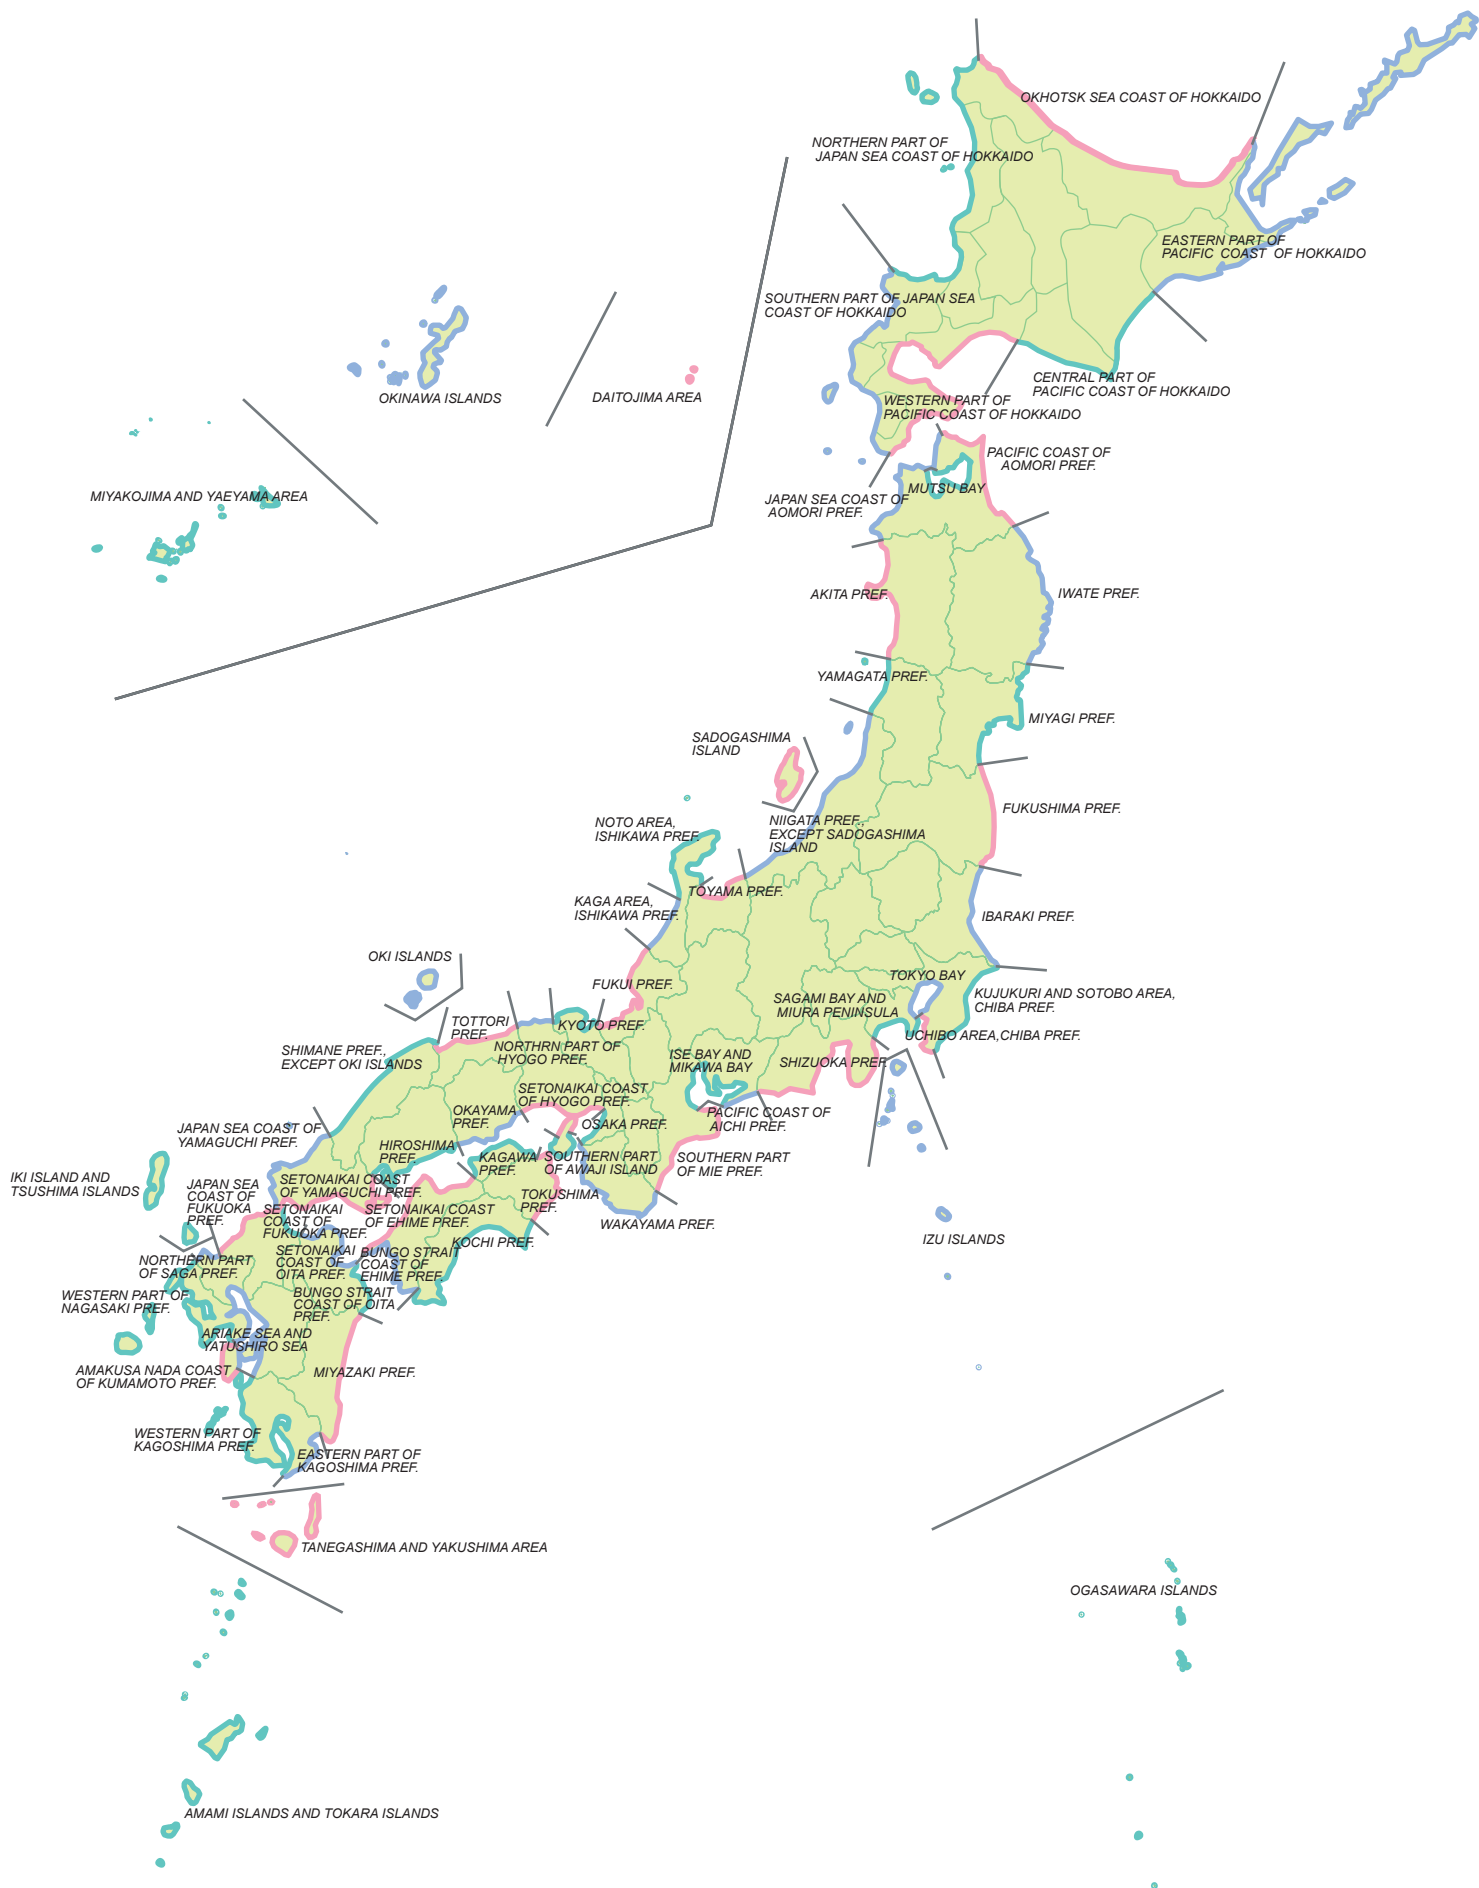 OKHOTSK SEA COAST OF HOKKAIDO
NORTHERN PART OF
JAPAN SEA COAST OF HOKKAIDO
EASTERN PART OF
PACIFIC COAST OF HOKKAIDO
SOUTHERN PART OF JAPAN SEA
COAST OF HOKKAIDO
CENTRAL PART OF
PACIFIC COAST OF HOKKAIDO
WESTERN PART OF
PACIFIC COAST OF HOKKAIDO
OKINAWA ISLANDS
DAITOJIMA AREA
MIYAKOJIMA AND YAEYAMA AREA
PACIFIC COAST OF
AOMORI PREF.
MUTSU BAY
JAPAN SEA COAST OF
AOMORI PREF.
AKITA PREF.
IWATE PREF.
YAMAGATA PREF.
MIYAGI PREF.
SADOGASHIMA
ISLAND
FUKUSHIMA PREF.
NIIGATA PREF.,
EXCEPT SADOGASHIMA
ISLAND
NOTO AREA,
ISHIKAWA PREF.
TOYAMA PREF.
KAGA AREA,
ISHIKAWA PREF.
IBARAKI PREF.
OKI ISLANDS
FUKUI PREF.
TOKYO BAY
SAGAMI BAY AND
MIURA PENINSULA
KUJUKURI AND SOTOBO AREA,
CHIBA PREF.
UCHIBO AREA,CHIBA PREF.
TOTTORI
PREF.
KYOTO PREF.
SHIMANE PREF.,
EXCEPT OKI ISLANDS
NORTHRN PART OF
HYOGO PREF.
ISE BAY AND
MIKAWA BAY
SHIZUOKA PREF.
SETONAIKAI COAST
OF HYOGO PREF.
OKAYAMA
PREF.
OSAKA PREF.
PACIFIC COAST OF
AICHI PREF.
JAPAN SEA COAST OF
YAMAGUCHI PREF.
HIROSHIMA
PREF.
KAGAWA
PREF.
SOUTHERN PART
OF AWAJI ISLAND
SOUTHERN PART
OF MIE PREF.
IKI ISLAND AND
TSUSHIMA ISLANDS
JAPAN SEA
COAST OF
FUKUOKA
PREF.
SETONAIKAI COAST
OF YAMAGUCHI PREF.
TOKUSHIMA
PREF.
SETONAIKAI
COAST OF
FUKUOKA PREF.
SETONAIKAI COAST
OF EHIME PREF.
WAKAYAMA PREF.
KOCHI PREF.
IZU ISLANDS
NORTHERN PART
OF SAGA PREF.
SETONAIKAI
COAST OF
OITA PREF.
BUNGO STRAIT
COAST OF
EHIME PREF.
WESTERN PART OF
NAGASAKI PREF.
BUNGO STRAIT
COAST OF OITA
PREF.
ARIAKE SEA AND
YATUSHIRO SEA
AMAKUSA NADA COAST
OF KUMAMOTO PREF.
MIYAZAKI PREF.
WESTERN PART OF
KAGOSHIMA PREF.
EASTERN PART OF
KAGOSHIMA PREF.
TANEGASHIMA AND YAKUSHIMA AREA
OGASAWARA ISLANDS
AMAMI ISLANDS AND TOKARA ISLANDS